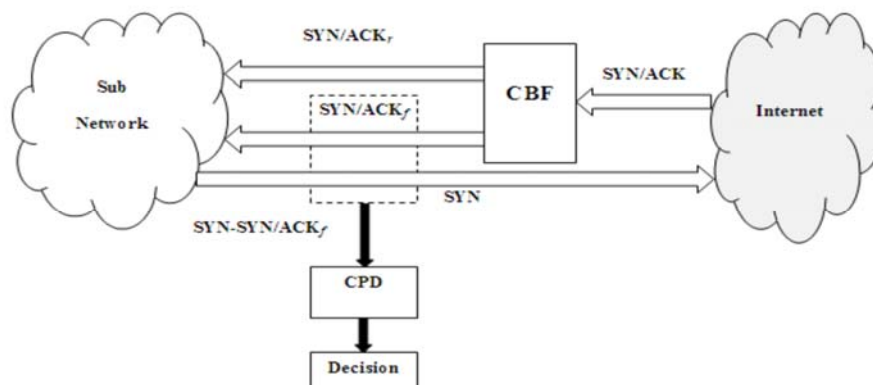 SYN/ACKr
SYN/ACK
CBF
Sub
Network
SYN/ACKf
Internet
SYN
SYN-SYN/ACKf
CPD
Decision